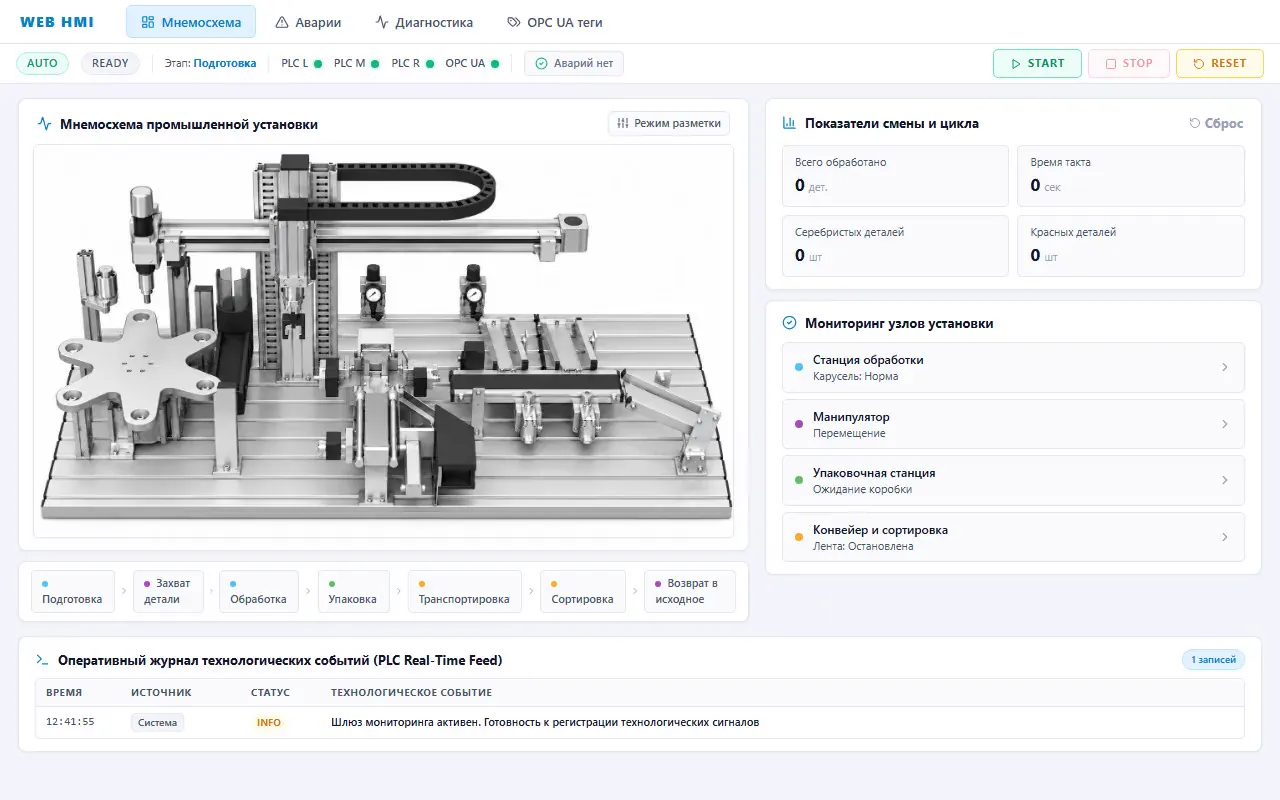 WEB HMI
Мнемосхема
Аварии
Диагностика
OPC UA теги
AUTO
READY
Этап: Подготовка
PLC L
PLC M
PLC R
OPC UA
Аварий нет
START
STOP
RESET
Мнемосхема промышленной установки
Режим разметки
Показатели смены и цикла
Сброс
Всего обработано
0 дет.
Время такта
0 сек
Серебристых деталей
0 шт
Красных деталей
0 шт
Мониторинг узлов установки
Станция обработки
Карусель: Норма
Манипулятор
Перемещение
Упаковочная станция
Ожидание коробки
Конвейер и сортировка
Лента: Остановлена
Подготовка
Захват
детали
Обработка
Упаковка
Транспортировка
Сортировка
Возврат в
исходное
Оперативный журнал технологических событий (PLC Real-Time Feed)
1 записей
ВРЕМЯ
ИСТОЧНИК
СТАТУС
ТЕХНОЛОГИЧЕСКОЕ СОБЫТИЕ
12:41:55
Система
INFO
Шлюз мониторинга активен. Готовность к регистрации технологических сигналов